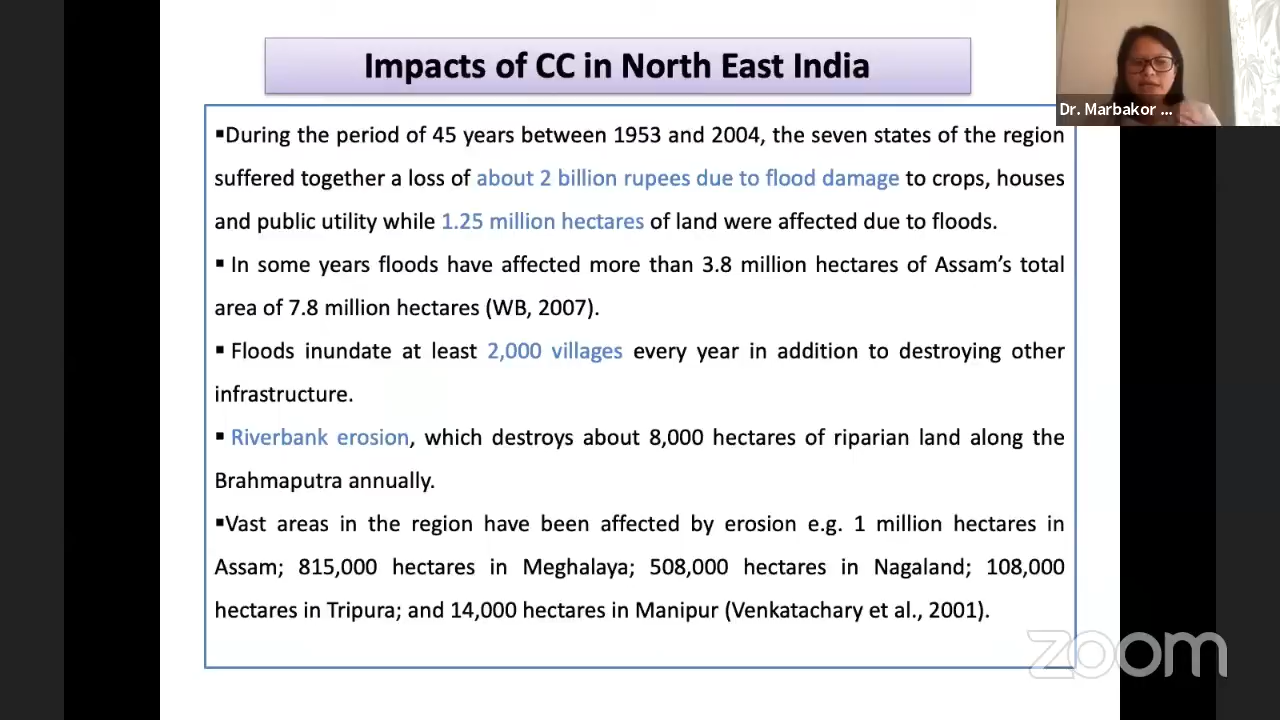 Impacts of CC in North East India
Dr. Marbakor ...
▪During the period of 45 years between 1953 and 2004, the seven states of the region
suffered together a loss of about 2 billion rupees due to flood damage to crops, houses
and public utility while 1.25 million hectares of land were affected due to floods.
▪ In some years floods have affected more than 3.8 million hectares of Assam’s total
area of 7.8 million hectares (WB, 2007).
▪ Floods inundate at least 2,000 villages every year in addition to destroying other
infrastructure.
▪ Riverbank erosion, which destroys about 8,000 hectares of riparian land along the
Brahmaputra annually.
▪Vast areas in the region have been affected by erosion e.g. 1 million hectares in
Assam; 815,000 hectares in Meghalaya; 508,000 hectares in Nagaland; 108,000
hectares in Tripura; and 14,000 hectares in Manipur (Venkatachary et al., 2001).
zoom